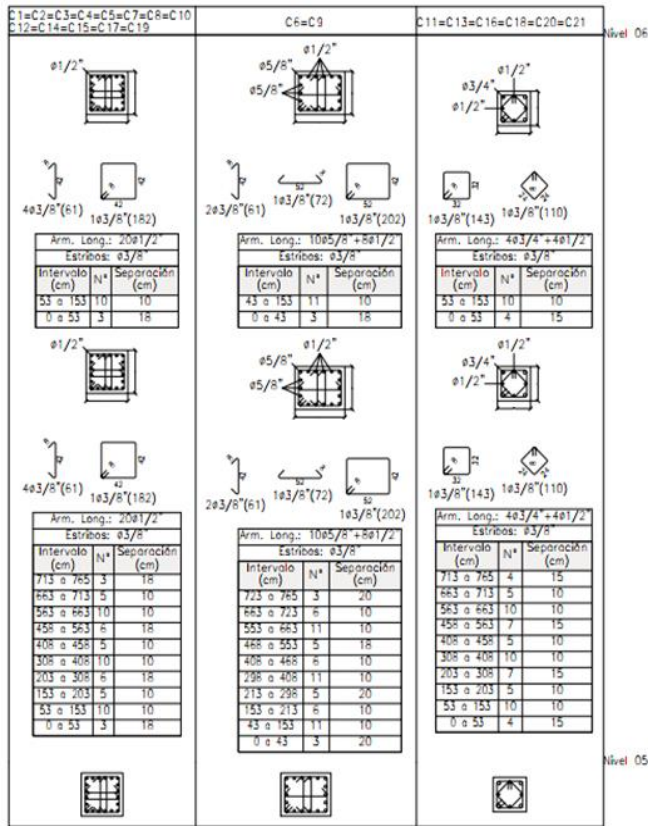 C1=C2=C3=C4=C5=C7=C8=C10
C12=C14=C15=C17=C19
C6=C9
C11=C13=C16=C18=C20=C21
Nivel 06
ø1/2"
4ø3/8"(61)
42
42
1ø3/8"(182)
Arm. Long.: 20ø1/2"
Estribos: ø3/8"
Intervalo (cm) N° Separación (cm)
53 a 153 10 10
0 a 53 3 18
ø1/2"
ø5/8"
ø5/8"
2ø3/8"(61)
52
1ø3/8"(72)
42
52
1ø3/8"(202)
Arm. Long.: 10ø5/8"+8ø1/2"
Estribos: ø3/8"
Intervalo (cm) N° Separación (cm)
43 a 153 11 10
0 a 43 3 18
ø1/2"
ø3/4"
ø1/2"
32
32
1ø3/8"(143)
1ø3/8"(110)
Arm. Long.: 4ø3/4"+4ø1/2"
Estribos: ø3/8"
Intervalo (cm) N° Separación (cm)
53 a 153 10 10
0 a 53 4 15
ø1/2"
4ø3/8"(61)
42
42
1ø3/8"(182)
Arm. Long.: 20ø1/2"
Estribos: ø3/8"
Intervalo (cm) N° Separación (cm)
713 a 765 3 18
663 a 713 5 10
563 a 663 10 10
458 a 563 6 18
408 a 458 5 10
308 a 408 10 10
203 a 308 6 18
153 a 203 5 10
53 a 153 10 10
0 a 53 3 18
ø1/2"
ø5/8"
ø5/8"
2ø3/8"(61)
52
1ø3/8"(72)
42
52
1ø3/8"(202)
Arm. Long.: 10ø5/8"+8ø1/2"
Estribos: ø3/8"
Intervalo (cm) N° Separación (cm)
723 a 765 3 20
663 a 723 6 10
553 a 663 11 10
468 a 553 5 18
408 a 468 6 10
298 a 408 11 10
213 a 298 5 20
153 a 213 6 10
43 a 153 11 10
0 a 43 3 20
ø1/2"
ø3/4"
ø1/2"
32
32
1ø3/8"(143)
1ø3/8"(110)
Arm. Long.: 4ø3/4"+4ø1/2"
Estribos: ø3/8"
Intervalo (cm) N° Separación (cm)
713 a 765 4 15
663 a 713 5 10
563 a 663 10 10
458 a 563 7 15
408 a 458 5 10
308 a 408 10 10
203 a 308 7 15
153 a 203 5 10
53 a 153 10 10
0 a 53 4 15
Nivel 05